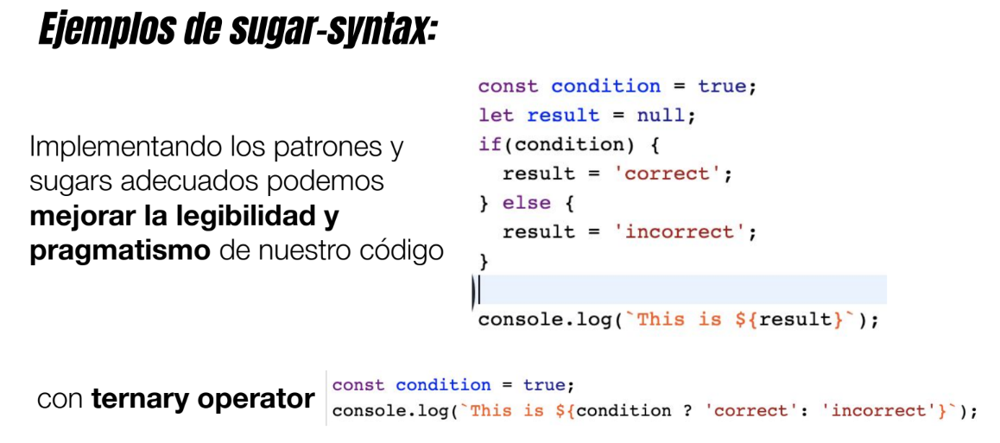 Ejemplos de sugar-syntax:
Implementando los patrones y
sugars adecuados podemos
mejorar la legibilidad y
pragmatismo de nuestro código
const condition = true;
let result = null;
if(condition) {
  result = 'correct';
} else {
  result = 'incorrect';
}
console.log(`This is ${result}`);
con ternary operator
const condition = true;
console.log(`This is ${condition ? 'correct': 'incorrect'}`);